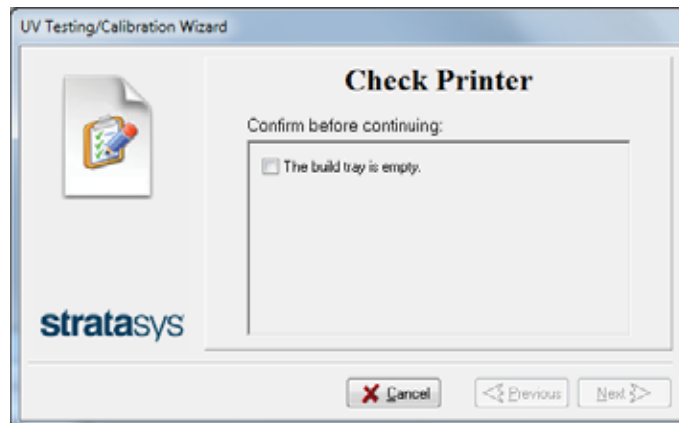 UV Testing/Calibration Wizard
Check Printer
Confirm before continuing:
The build tray is empty.
stratasys
Cancel
Previous
Next